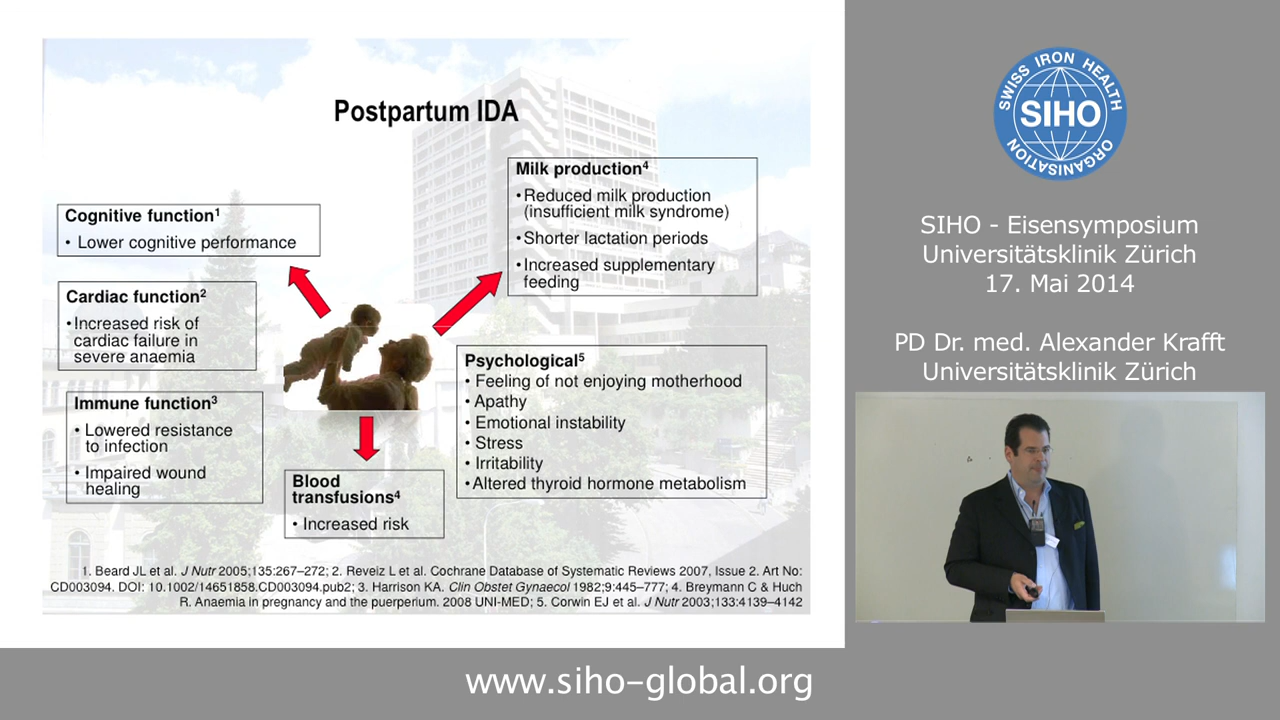 Postpartum IDA
Cognitive function1
• Lower cognitive performance
Cardiac function2
•Increased risk of
cardiac failure in
severe anaemia
Immune function3
• Lowered resistance
to infection
• Impaired wound
healing
Blood
transfusions4
• Increased risk
Milk production4
•Reduced milk production
(insufficient milk syndrome)
•Shorter lactation periods
•Increased supplementary
feeding
Psychological5
• Feeling of not enjoying motherhood
• Apathy
• Emotional instability
• Stress
• Irritability
•Altered thyroid hormone metabolism
1. Beard JL et al. J Nutr 2005;135:267–272; 2. Reveiz L et al. Cochrane Database of Systematic Reviews 2007, Issue 2. Art No:
CD003094. DOI: 10.1002/14651858.CD003094.pub2; 3. Harrison KA. Clin Obstet Gynaecol 1982;9:445–777; 4. Breymann C & Huch
R. Anaemia in pregnancy and the puerperium. 2008 UNI-MED; 5. Corwin EJ et al. J Nutr 2003;133:4139–4142
SWISS IRON HEALTH
SIHO
ORGANISATION
SIHO - Eisensymposium
Universitätsklinik Zürich
17. Mai 2014
PD Dr. med. Alexander Krafft
Universitätsklinik Zürich
www.siho-global.org